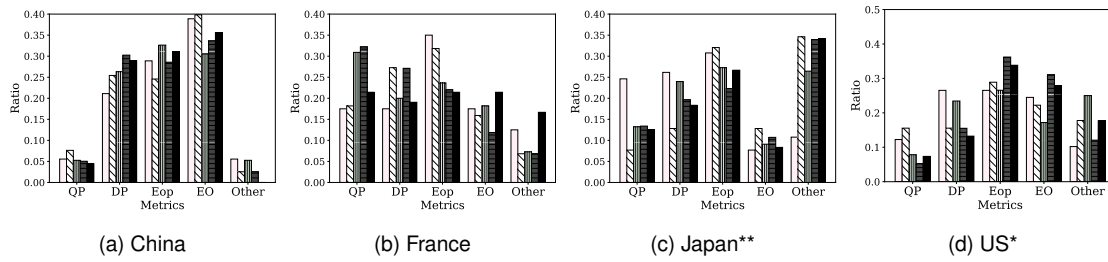 0.40
0.35
0.30
0.25
0.20
0.15
0.10
0.05
0.00
Ratio
QP DP Eop EO Other
Metrics
(a) China
0.40
0.35
0.30
0.25
0.20
0.15
0.10
0.05
0.00
Ratio
QP DP Eop EO Other
Metrics
(b) France
0.40
0.35
0.30
0.25
0.20
0.15
0.10
0.05
0.00
Ratio
QP DP Eop EO Other
Metrics
(c) Japan**
0.5
0.4
0.3
0.2
0.1
0.0
Ratio
QP DP Eop EO Other
Metrics
(d) US*